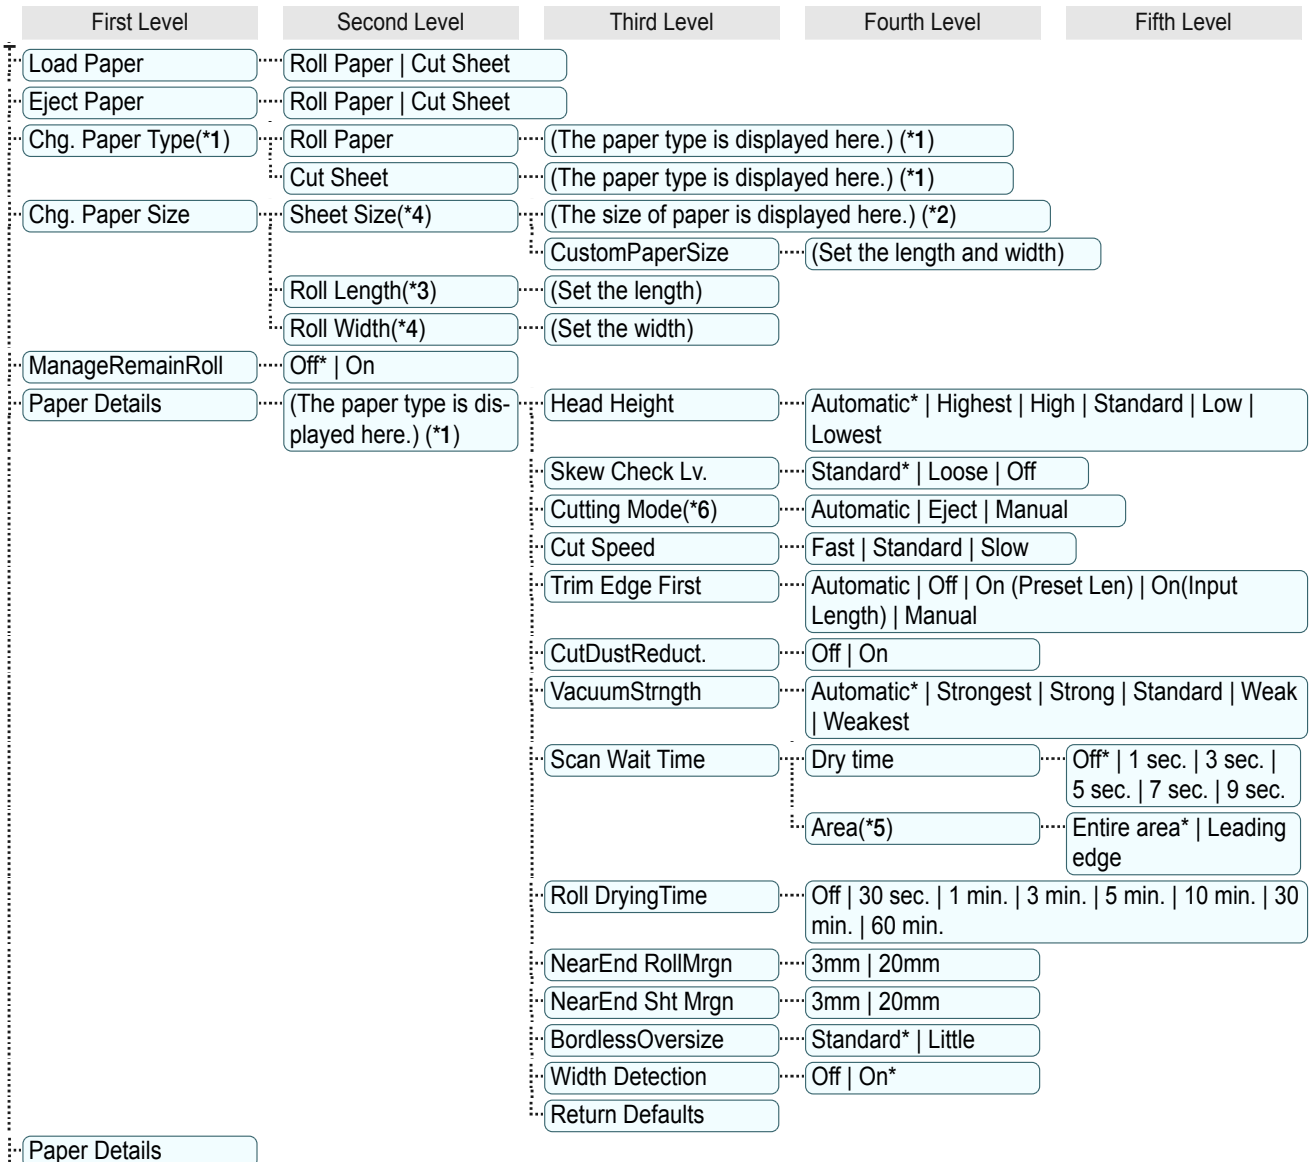 First Level Second Level Third Level Fourth Level Fifth Level
Load Paper Roll Paper | Cut Sheet
Eject Paper Roll Paper | Cut Sheet
Chg. Paper Type(*1) Roll Paper (The paper type is displayed here.) (*1)
Cut Sheet (The paper type is displayed here.) (*1)
Chg. Paper Size Sheet Size(*4) (The size of paper is displayed here.) (*2)
CustomPaperSize (Set the length and width)
Roll Length(*3) (Set the length)
Roll Width(*4) (Set the width)
ManageRemainRoll Off* | On
Paper Details (The paper type is dis- Head Height Automatic* | Highest | High | Standard | Low |
played here.) (*1) Lowest
Skew Check Lv. Standard* | Loose | Off
Cutting Mode(*6) Automatic | Eject | Manual
Cut Speed Fast | Standard | Slow
Trim Edge First Automatic | Off | On (Preset Len) | On(Input
Length) | Manual
CutDustReduct. Off | On
VacuumStrngth Automatic* | Strongest | Strong | Standard | Weak
| Weakest
Scan Wait Time Dry time Off* | 1 sec. | 3 sec. |
5 sec. | 7 sec. | 9 sec.
Area(*5) Entire area* | Leading
edge
Roll DryingTime Off | 30 sec. | 1 min. | 3 min. | 5 min. | 10 min. | 30
min. | 60 min.
NearEnd RollMrgn 3mm | 20mm
NearEnd Sht Mrgn 3mm | 20mm
BordlessOversize Standard* | Little
Width Detection Off | On*
Return Defaults
Paper Details